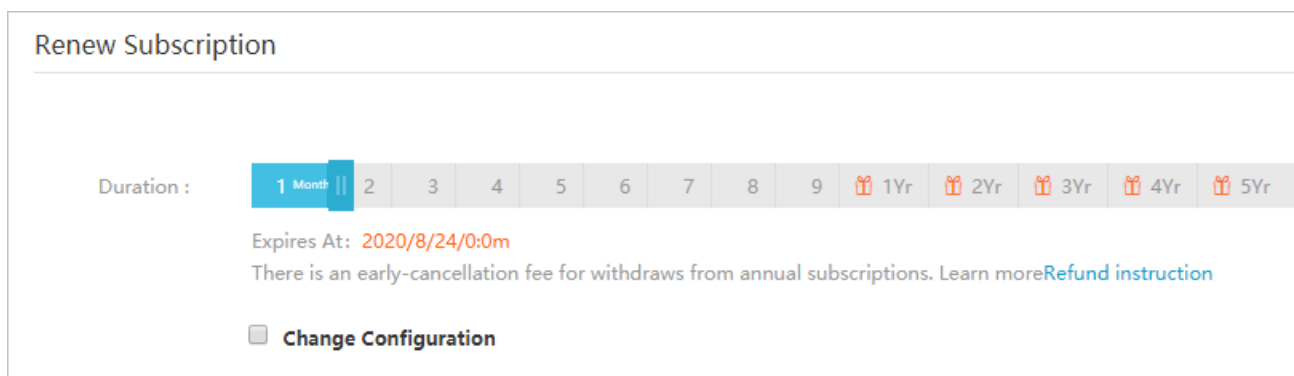 Renew Subscription
Duration : 1 Month 2 3 4 5 6 7 8 9 1Yr 2Yr 3Yr 4Yr 5Yr
Expires At: 2020/8/24/0:0m
There is an early-cancellation fee for withdraws from annual subscriptions. Learn moreRefund instruction
Change Configuration